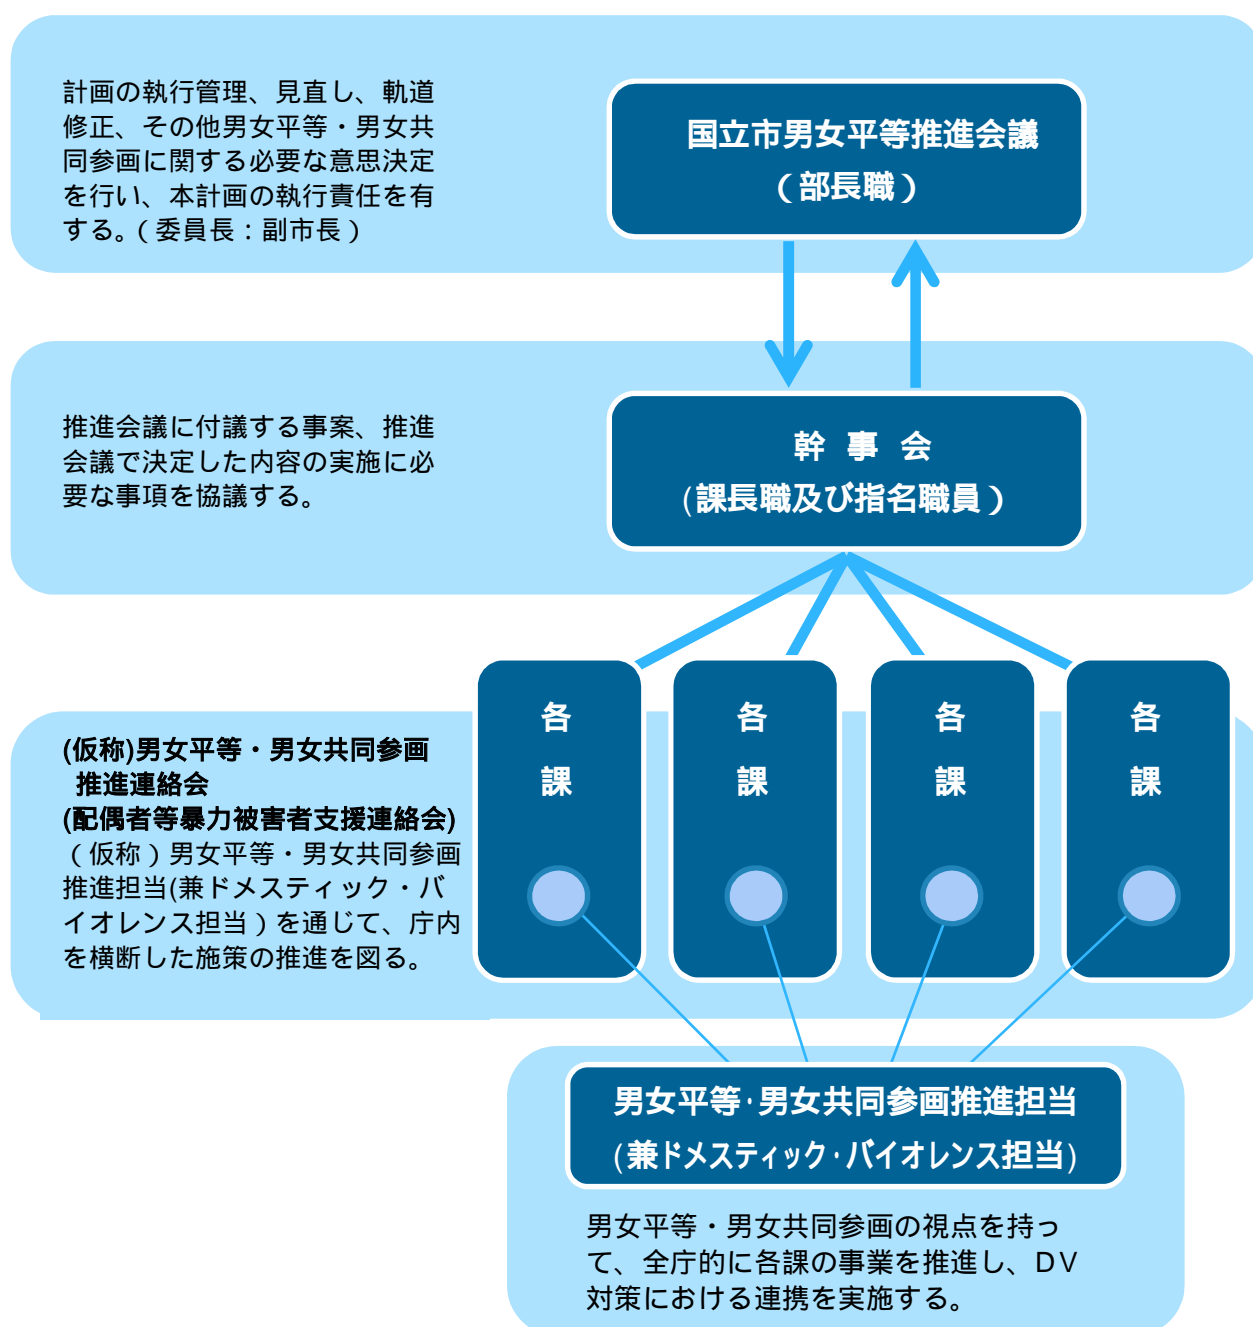 計画の執行管理、見直し、軌道
修正、その他男女平等・男女共
同参画に関する必要な意思決定
を行い、本計画の執行責任を有
する。(委員長：副市長)
国立市男女平等推進会議
(部長職)
推進会議に付議する事案、推進
会議で決定した内容の実施に必
要な事項を協議する。
幹 事 会
(課長職及び指名職員)
各
課
各
課
各
課
各
課
(仮称)男女平等・男女共同参画
推進連絡会
(配偶者等暴力被害者支援連絡会)
(仮称)男女平等・男女共同参画
推進担当(兼ドメスティック・バ
イオレンス担当)を通じて、庁内
を横断した施策の推進を図る。
男女平等・男女共同参画推進担当
(兼ドメスティック・バイオレンス担当)
男女平等・男女共同参画の視点を持っ
て、全庁的に各課の事業を推進し、ＤＶ
対策における連携を実施する。